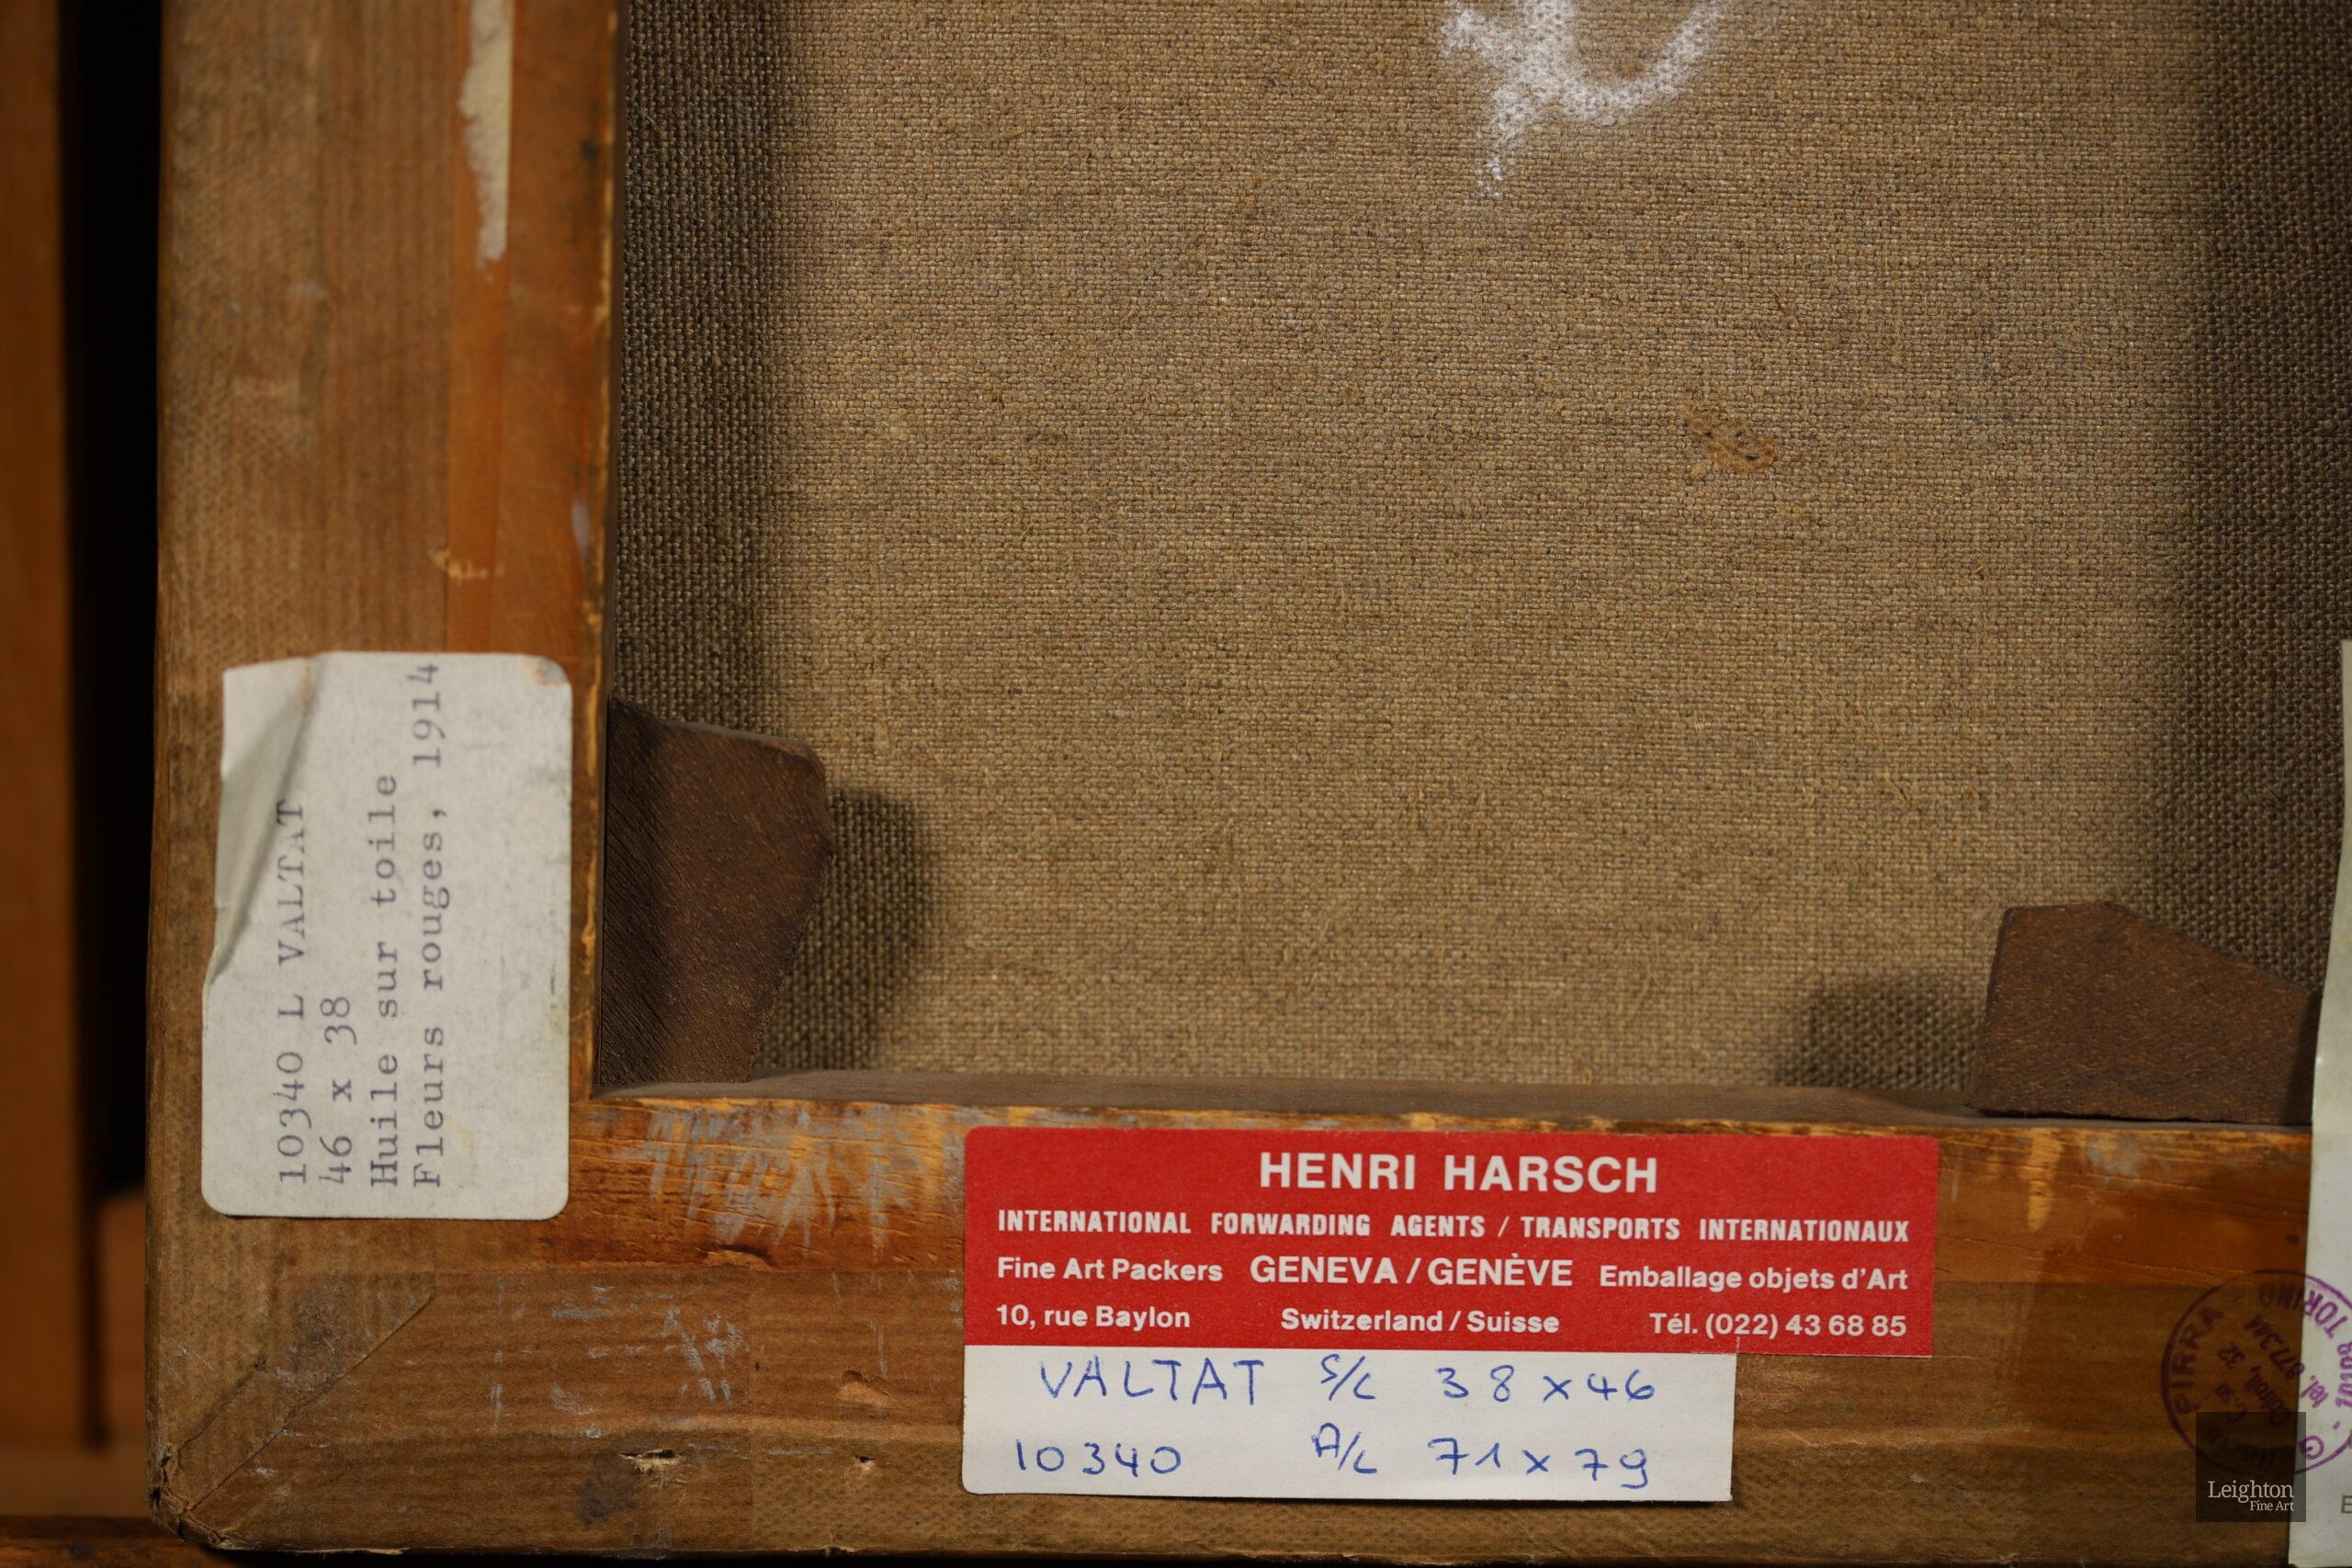 10340 L VALTAT
46 x 38
Huile sur toile
Fleurs rouges, 1914
HENRI HARSCH
INTERNATIONAL FORWARDING AGENTS / TRANSPORTS INTERNATIONAUX
Fine Art Packers GENEVA / GENÈVE Emballage objets d'Art
10, rue Baylon Switzerland / Suisse Tél. (022) 43 68 85
VALTAT S/C 38 x 46
10340 A/C 71 x 79
PIRRA
TORINO
32
Leighton
Fine Art